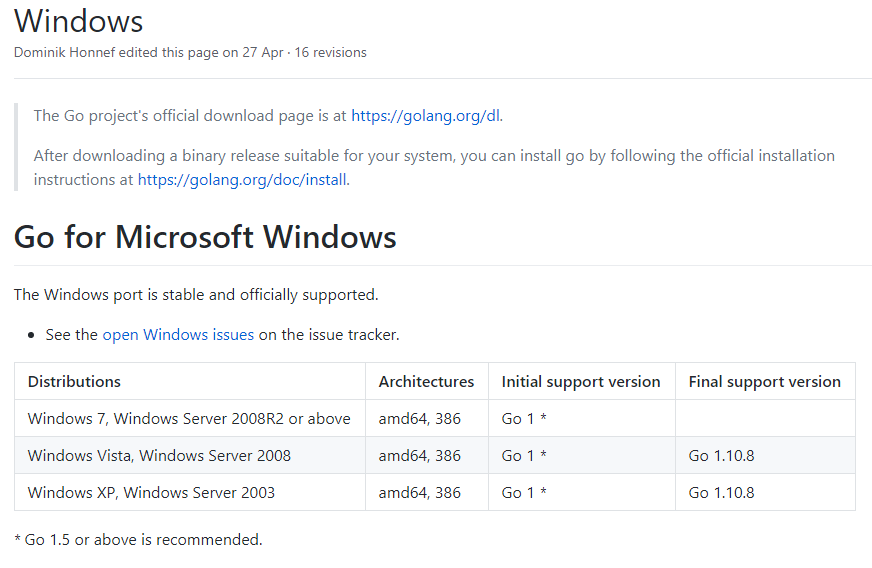 Windows
Dominik Honnef edited this page on 27 Apr · 16 revisions
The Go project's official download page is at https://golang.org/dl.
After downloading a binary release suitable for your system, you can install go by following the official installation
instructions at https://golang.org/doc/install.
Go for Microsoft Windows
The Windows port is stable and officially supported.
• See the open Windows issues on the issue tracker.
Distributions Architectures Initial support version Final support version
Windows 7, Windows Server 2008R2 or above amd64, 386 Go 1 *
Windows Vista, Windows Server 2008 amd64, 386 Go 1 * Go 1.10.8
Windows XP, Windows Server 2003 amd64, 386 Go 1 * Go 1.10.8
* Go 1.5 or above is recommended.